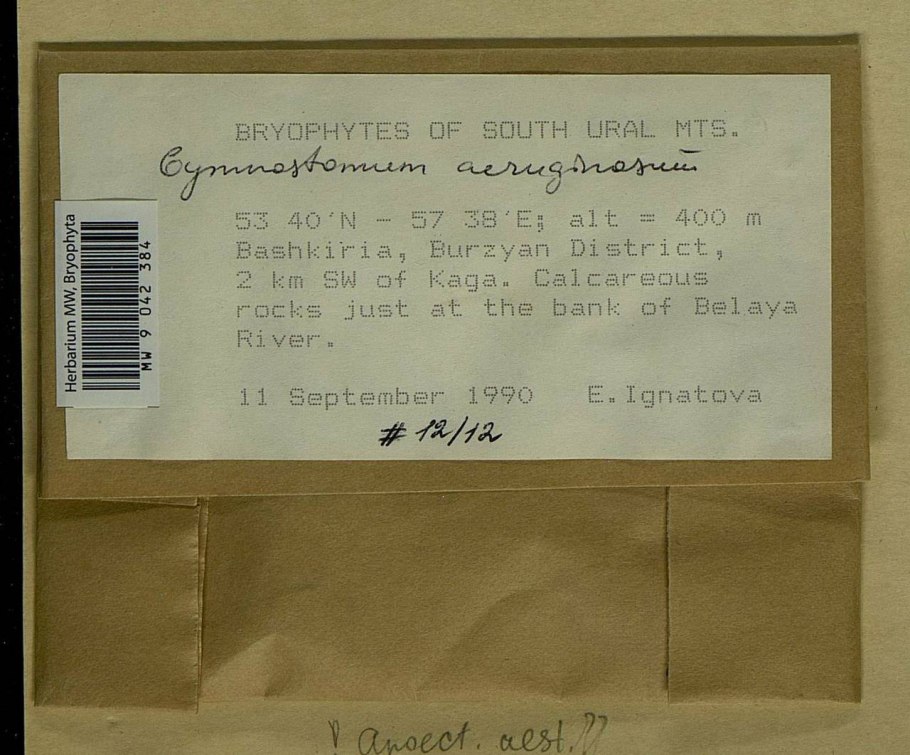 BRYOPHYTES OF SOUTH URAL MTS.
Gymnostomum aeruginosum
53 40'N - 57 38'E; alt = 400 m
Bashkiria, Burzyan District,
2 km SW of Kaga. Calcareous
rocks just at the bank of Belaya
River.
11 September 1990 E.Ignatova
# 12/12
Herbarium MW, Bryophyta
MW 9 042 384
! Anoect. aest.!!